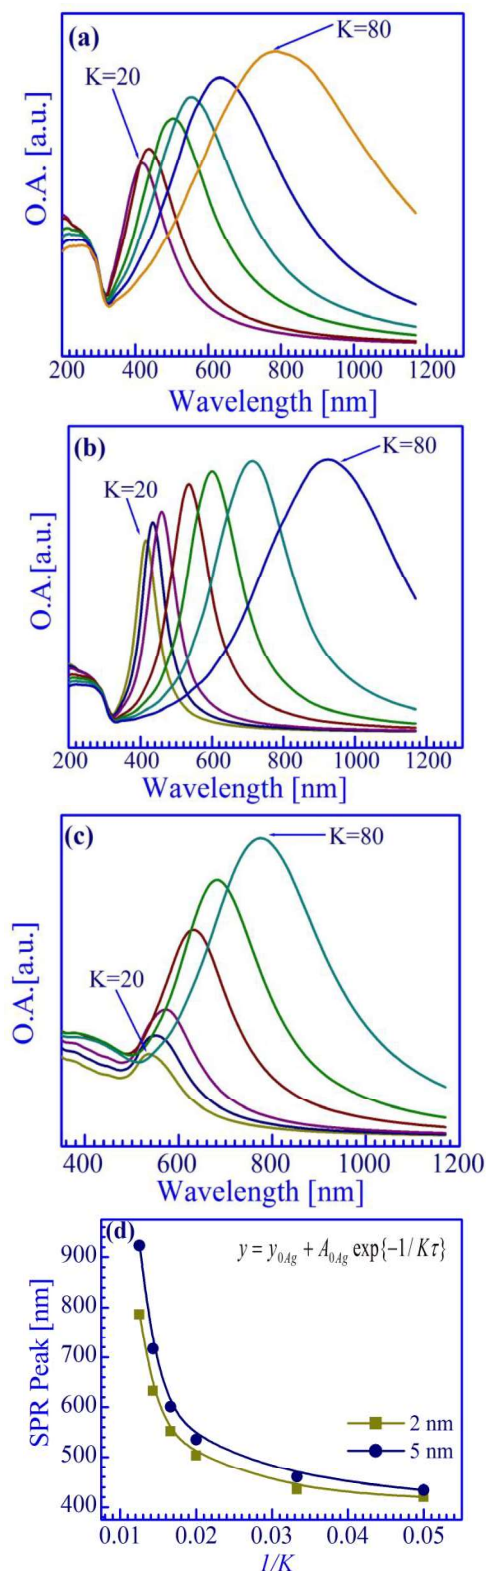 (a)
K=80
K=20
O.A. [a.u.]
200 400 600 800 1000 1200
Wavelength [nm]
(b)
K=80
K=20
O.A.[a.u.]
200 400 600 800 1000 1200
Wavelength [nm]
(c)
K=80
K=20
O.A.[a.u.]
400 600 800 1000 1200
Wavelength [nm]
(d)
y = y₀Ag + A₀Ag exp{−1/Kτ}
900
800
700
600
500
400
SPR Peak [nm]
2 nm
5 nm
0.01 0.02 0.03 0.04 0.05
1/K